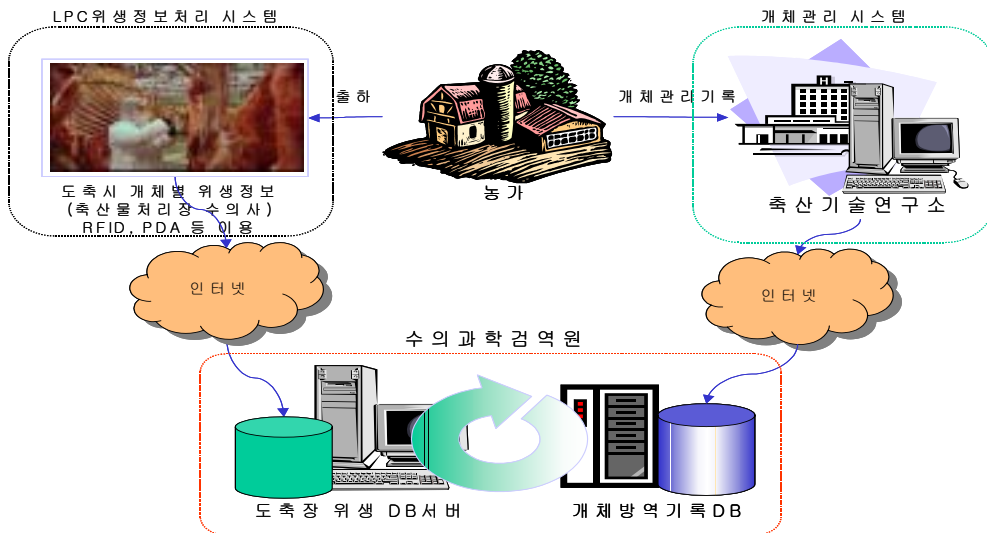 LPC위생정보처리 시스템
개체관리 시스템
출하
개체관리기록
농가
도축시 개체별 위생정보
(축산물처리장 수의사)
RFID, PDA 등 이용
축산기술연구소
인터넷
인터넷
수의과학검역원
도축장 위생 DB서버
개체방역기록DB